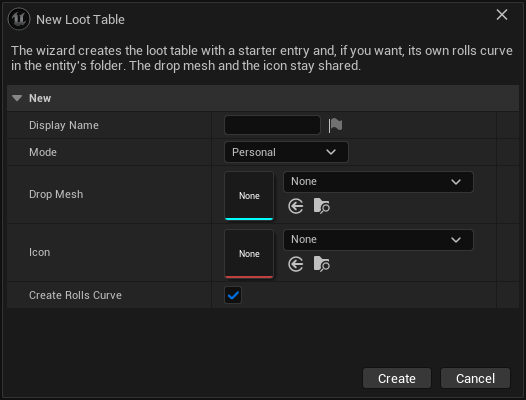 New Loot Table
The wizard creates the loot table with a starter entry and, if you want, its own rolls curve
in the entity's folder. The drop mesh and the icon stay shared.
New
Display Name
Mode
Personal
Drop Mesh
None
None
Icon
None
None
Create Rolls Curve
Create
Cancel